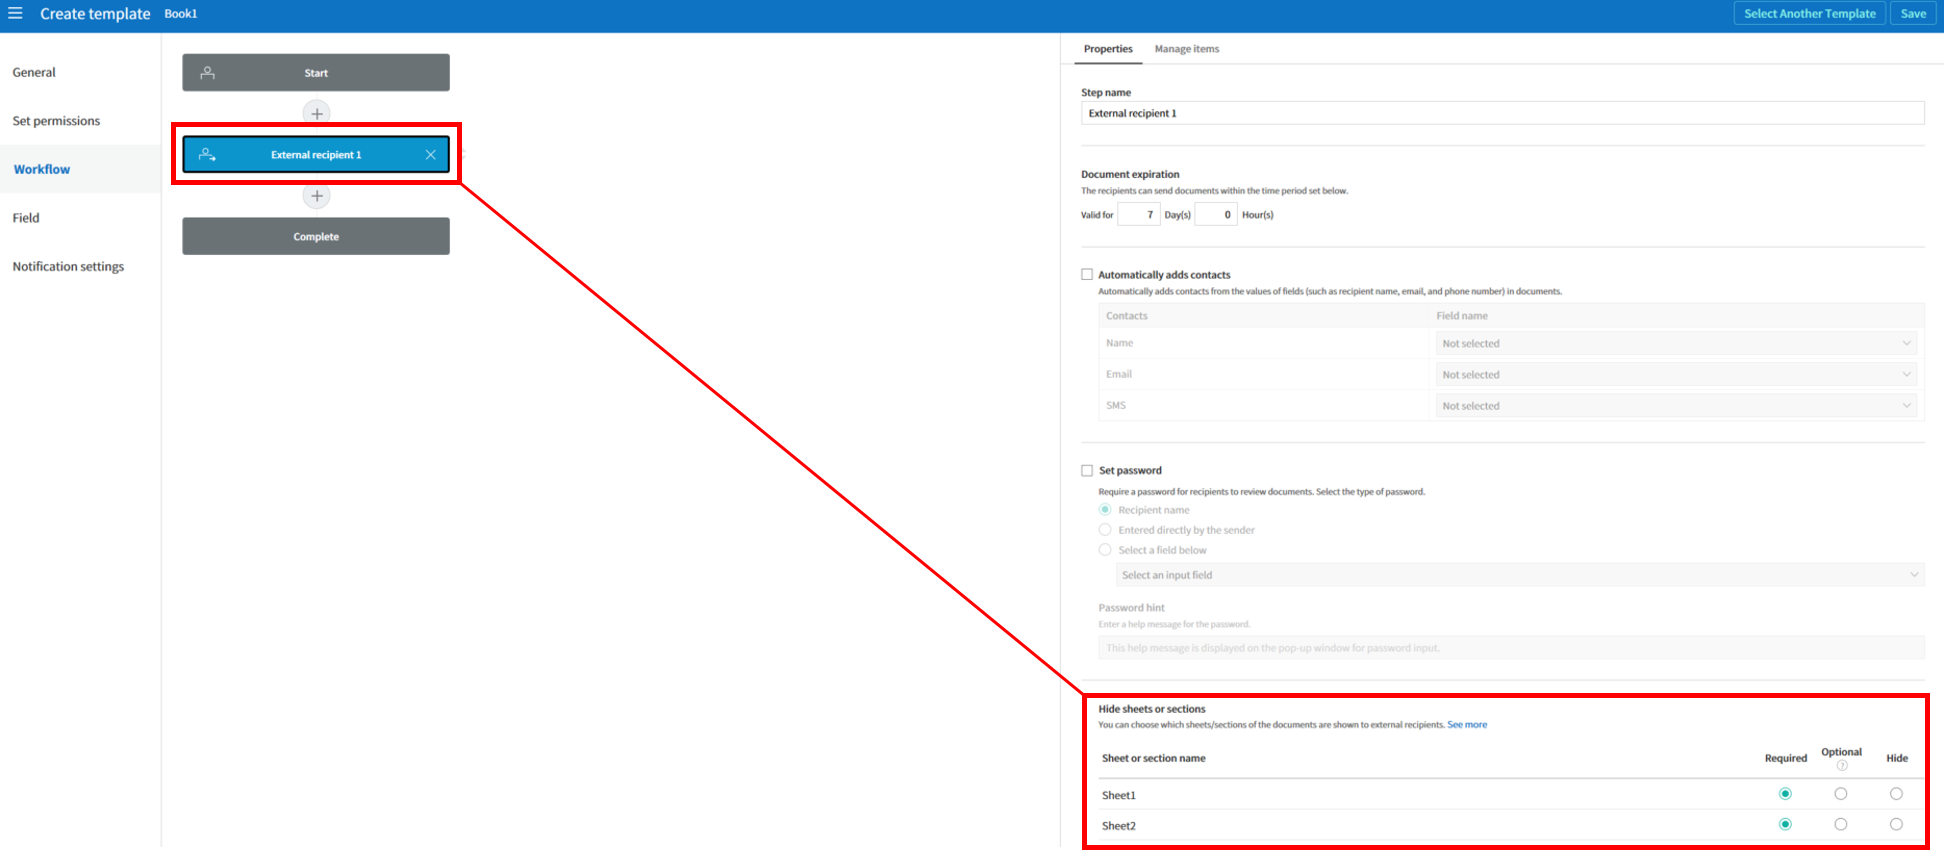 Create template Book1 Select Another Template Save
General
Set permissions
Workflow
Field
Notification settings
Start
External recipient 1
Complete
Properties Manage items
Step name
External recipient 1
Document expiration
The recipients can send documents within the time period set below.
Valid for 7 Day(s) 0 Hour(s)
Automatically adds contacts
Automatically adds contacts from the values of fields (such as recipient name, email, and phone number) in documents.
Contacts Field name
Name Not selected
Email Not selected
SMS Not selected
Set password
Require a password for recipients to review documents. Select the type of password.
Recipient name
Entered directly by the sender
Select a field below
Select an input field
Password hint
Enter a help message for the password.
This help message is displayed on the pop-up window for password input.
Hide sheets or sections
You can choose which sheets/sections of the documents are shown to external recipients. See more
Sheet or section name Required Optional ? Hide
Sheet1
Sheet2